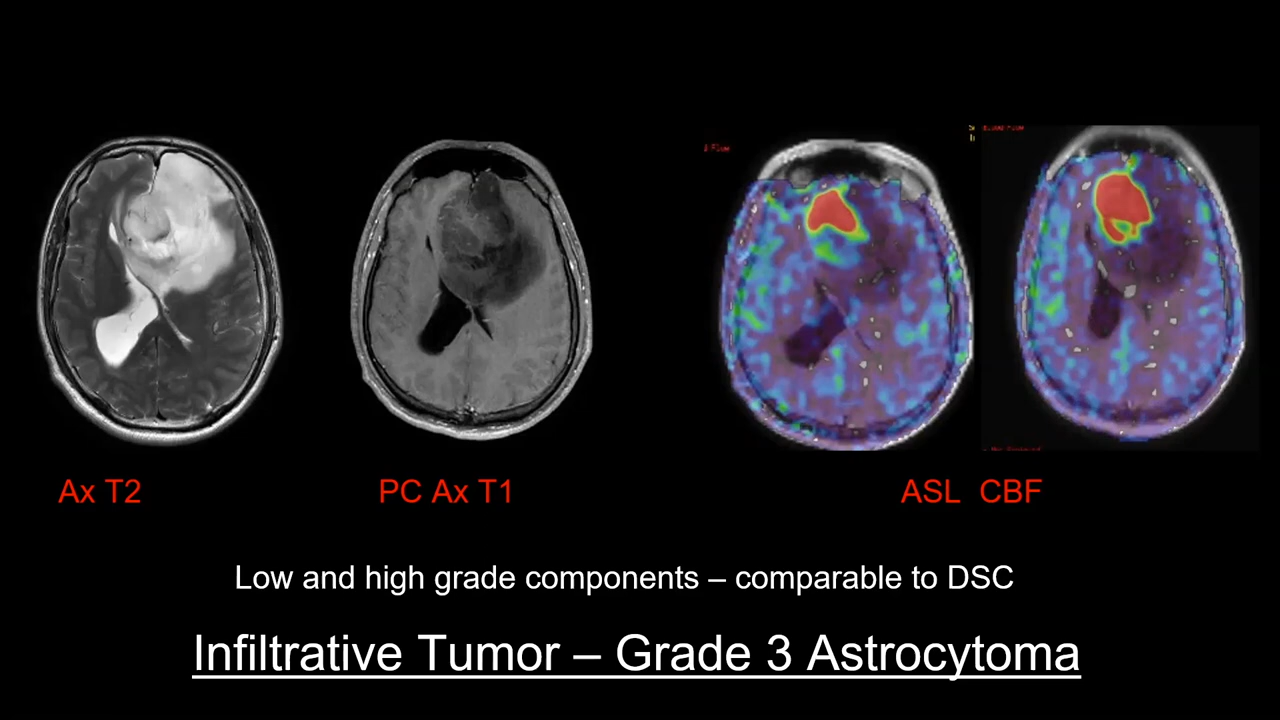 Ax T2
PC Ax T1
ASL CBF
Low and high grade components – comparable to DSC
Infiltrative Tumor – Grade 3 Astrocytoma